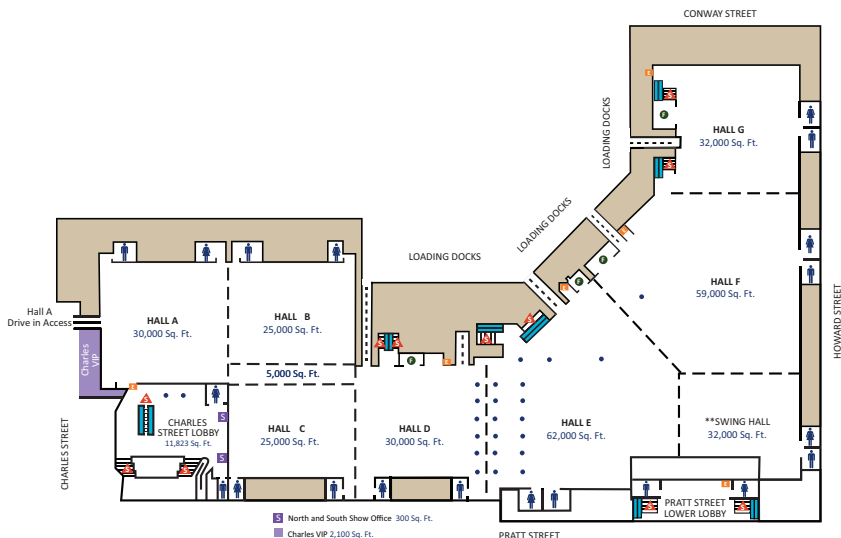 CONWAY STREET
E
S
F
HALL G
32,000 Sq. Ft.
LOADING DOCKS
S
LOADING DOCKS
E
LOADING DOCKS
F
F
E
HALL F
59,000 Sq. Ft.
HOWARD STREET
Hall A
Drive in Access
HALL A
30,000 Sq. Ft.
HALL B
25,000 Sq. Ft.
S
S
S
S
F
E
Charles
VIP
5,000 Sq. Ft.
E
S
CHARLES
STREET LOBBY
11,823 Sq. Ft.
S
S
HALL C
25,000 Sq. Ft.
HALL D
30,000 Sq. Ft.
HALL E
62,000 Sq. Ft.
**SWING HALL
32,000 Sq. Ft.
CHARLES STREET
S
S
E
S
S
PRATT STREET
LOWER LOBBY
S North and South Show Office 300 Sq. Ft.
Charles VIP 2,100 Sq. Ft.
PRATT STREET